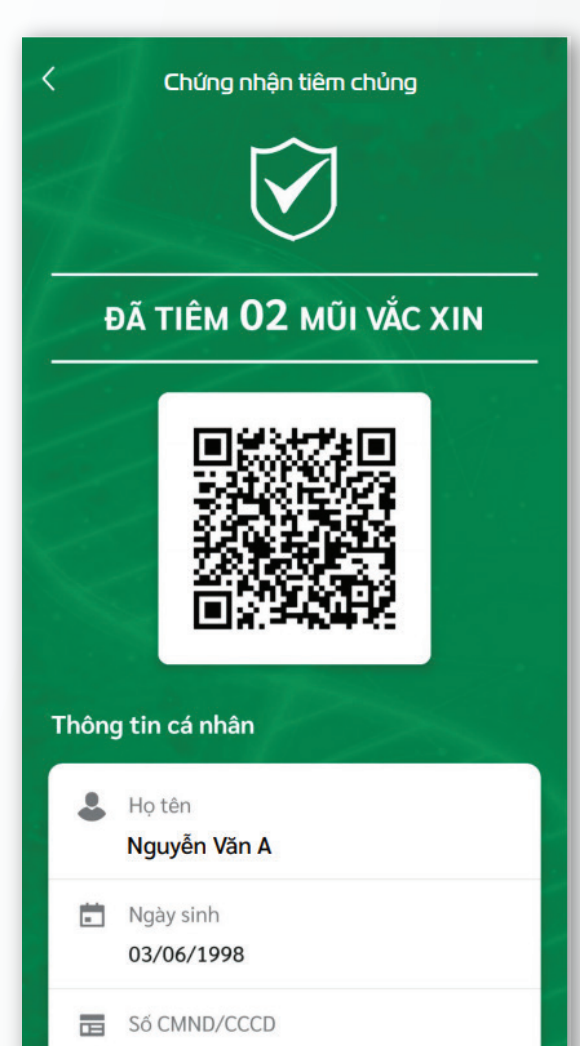 Chứng nhận tiêm chủng
ĐÃ TIÊM 02 MŨI VẮC XIN
Thông tin cá nhân
Họ tên
Nguyễn Văn A
Ngày sinh
03/06/1998
Số CMND/CCCD